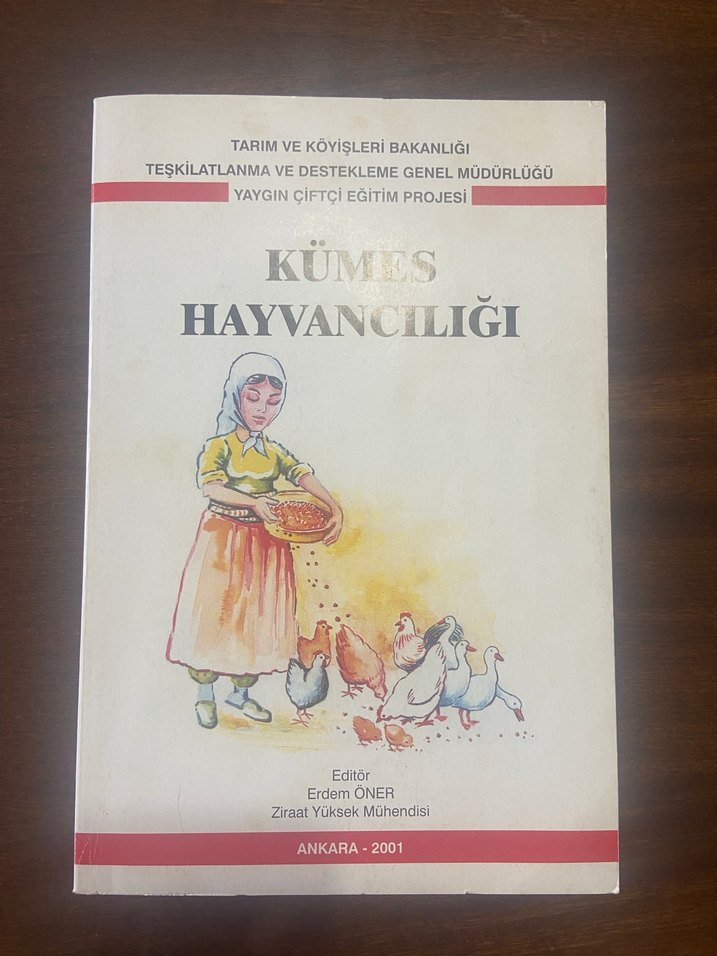 TARIM VE KÖYİŞLERİ BAKANLIĞI
TEŞKİLATLANMA VE DESTEKLEME GENEL MÜDÜRLÜĞÜ
YAYGIN ÇİFTÇİ EĞİTİM PROJESİ
KÜMES
HAYVANCILIĞI
Editör
Erdem ÖNER
Ziraat Yüksek Mühendisi
ANKARA - 2001